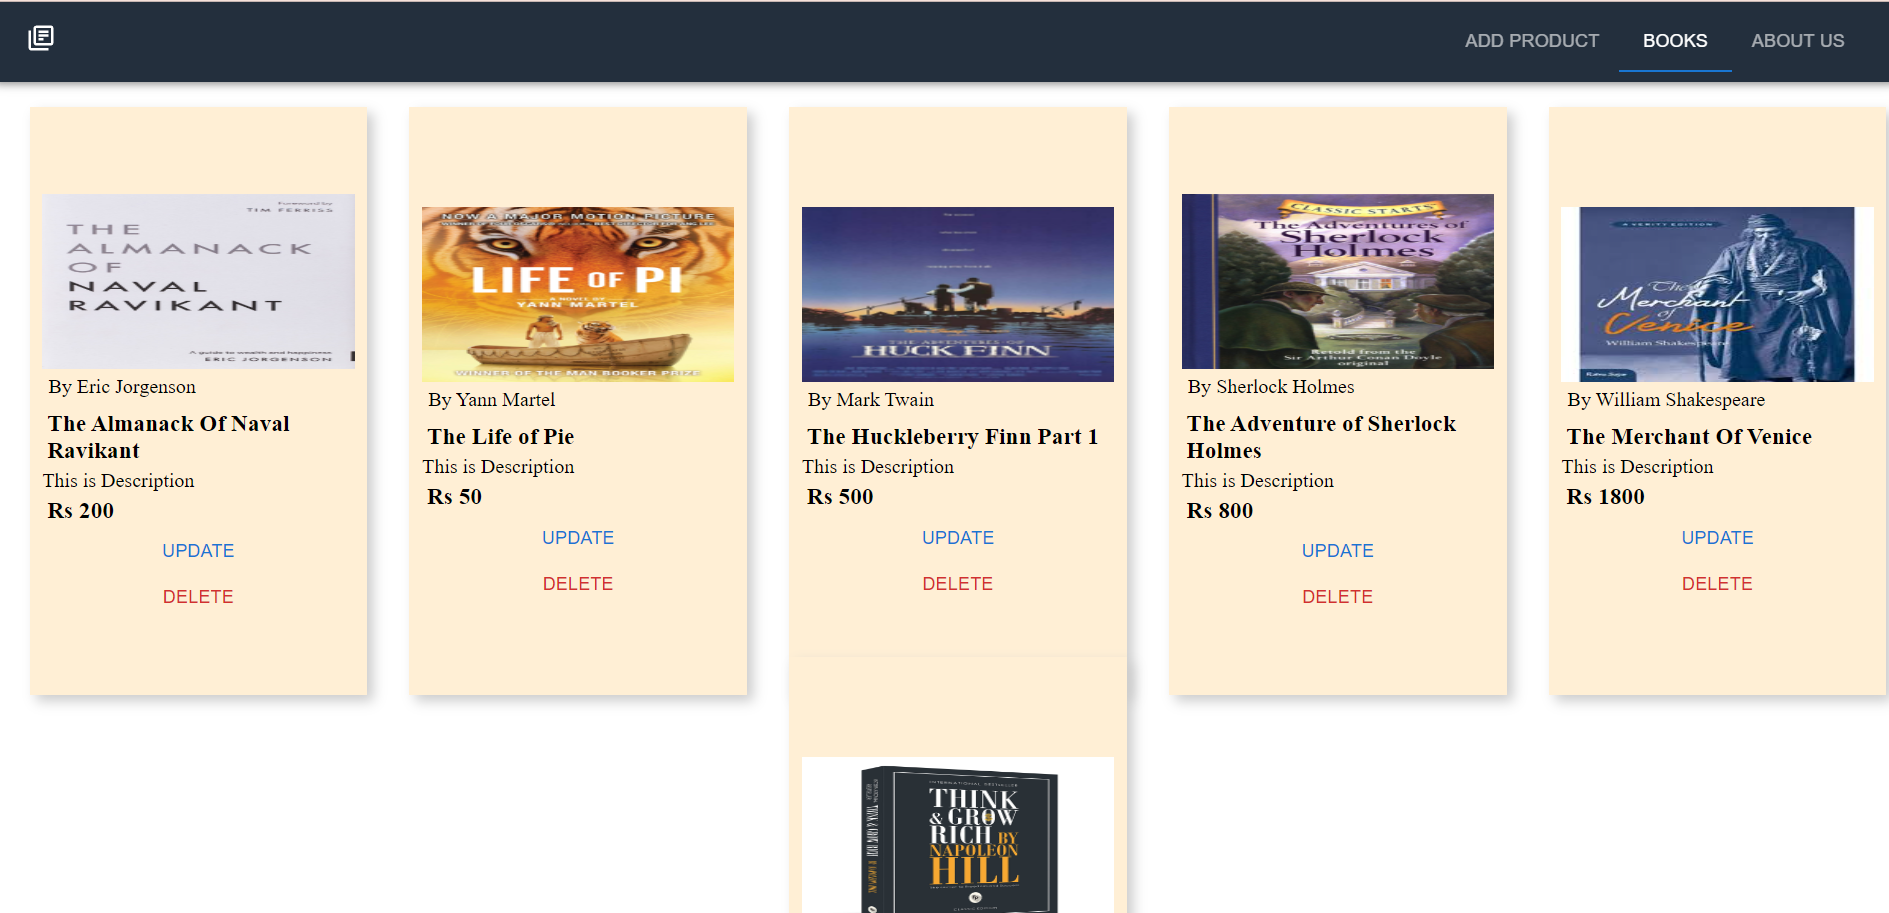 ADD PRODUCT BOOKS ABOUT US
Foreword by
TIM FERRISS
THE
ALMANACK
OF
NAVAL
RAVIKANT
A guide to wealth and happiness
ERIC JORGENSON
By Eric Jorgenson
The Almanack Of Naval
Ravikant
This is Description
Rs 200
UPDATE
DELETE
NOW A MAJOR MOTION PICTURE
LIFE OF PI
A NOVEL BY
YANN MARTEL
WINNER OF THE MAN BOOKER PRIZE
By Yann Martel
The Life of Pie
This is Description
Rs 50
UPDATE
DELETE
THE ADVENTURES OF
HUCK FINN
By Mark Twain
The Huckleberry Finn Part 1
This is Description
Rs 500
UPDATE
DELETE
CLASSIC STARTS
The Adventures of
Sherlock
Holmes
Retold from the
Sir Arthur Conan Doyle
original
By Sherlock Holmes
The Adventure of Sherlock
Holmes
This is Description
Rs 800
UPDATE
DELETE
A VERITY EDITION
The
Merchant
of
Venice
William Shakespeare
By William Shakespeare
The Merchant Of Venice
This is Description
Rs 1800
UPDATE
DELETE
INTERNATIONAL BESTSELLER
THINK
& GROW
RICH BY
NAPOLEON
HILL
THINK & GROW RICH
CLASSIC EDITION